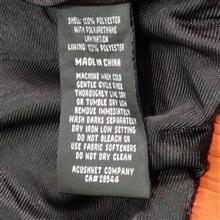 SHELL: 100% POLYESTER
WITH POLYURETHANE
LAMINATION
LINING: 100% POLYESTER
MADE IN CHINA
MACHINE WASH COLD
GENTLE CYCLE RINSE
THOROUGHLEY LINE DRY
OR TUMBLE DRY LOW
REMOVE IMMEDIATELY
WASH DARKS SEPARATELY
DRY IRON LOW SETTING
DO NOT BLEACH OR
USE FABRIC SOFTENERS
DO NOT DRY CLEAN
ACUSHNET COMPANY
CA# 28544